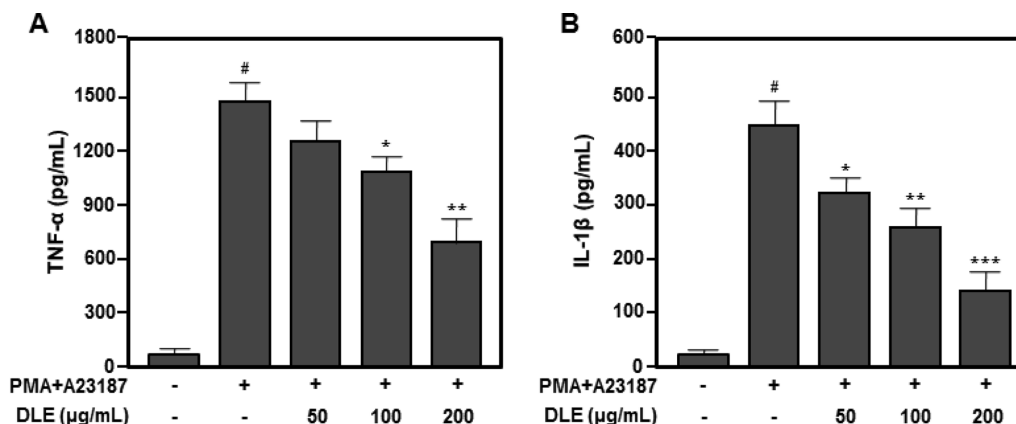 A
B
1800
1500
1200
900
600
300
0
TNF-α (pg/mL)
#
*
**
600
500
400
300
200
100
0
IL-1β (pg/mL)
#
*
**
***
PMA+A23187 - + + + +
DLE (μg/mL) - - 50 100 200
PMA+A23187 - + + + +
DLE (μg/mL) - - 50 100 200